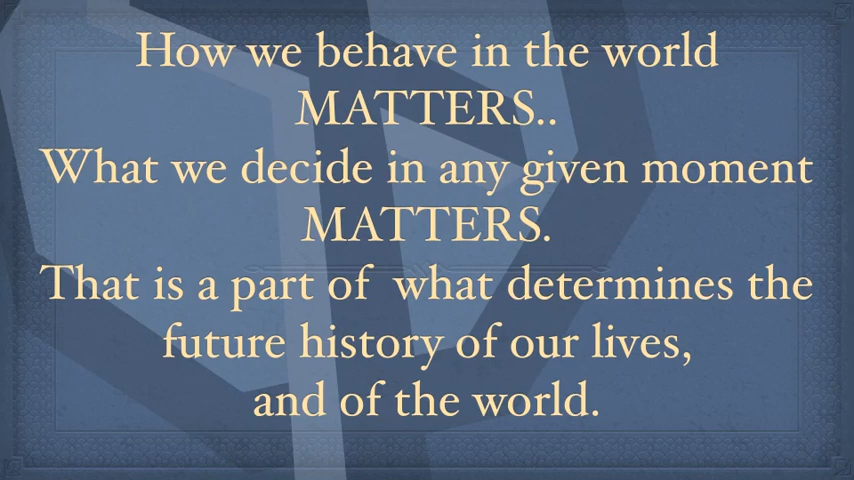 How we behave in the world
MATTERS..
What we decide in any given moment
MATTERS.
That is a part of  what determines the
future history of our lives,
and of the world.